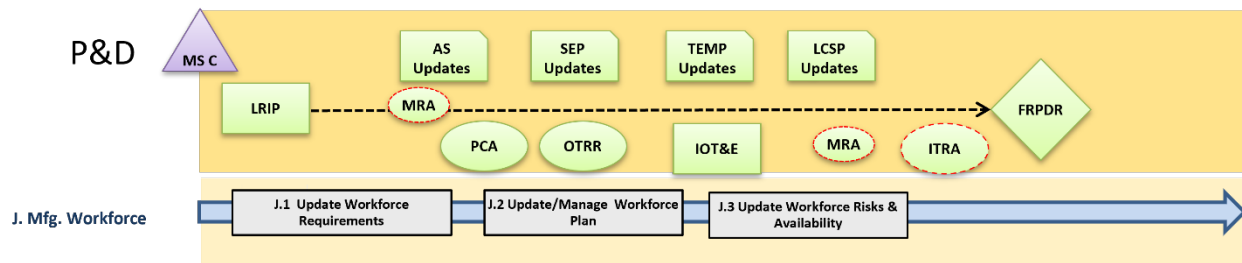 P&D
MS C
AS
Updates
SEP
Updates
TEMP
Updates
LCSP
Updates
LRIP
MRA
FRPDR
PCA
OTRR
IOT&E
MRA
ITRA
J. Mfg. Workforce
J.1 Update Workforce
Requirements
J.2 Update/Manage Workforce
Plan
J.3 Update Workforce Risks &
Availability